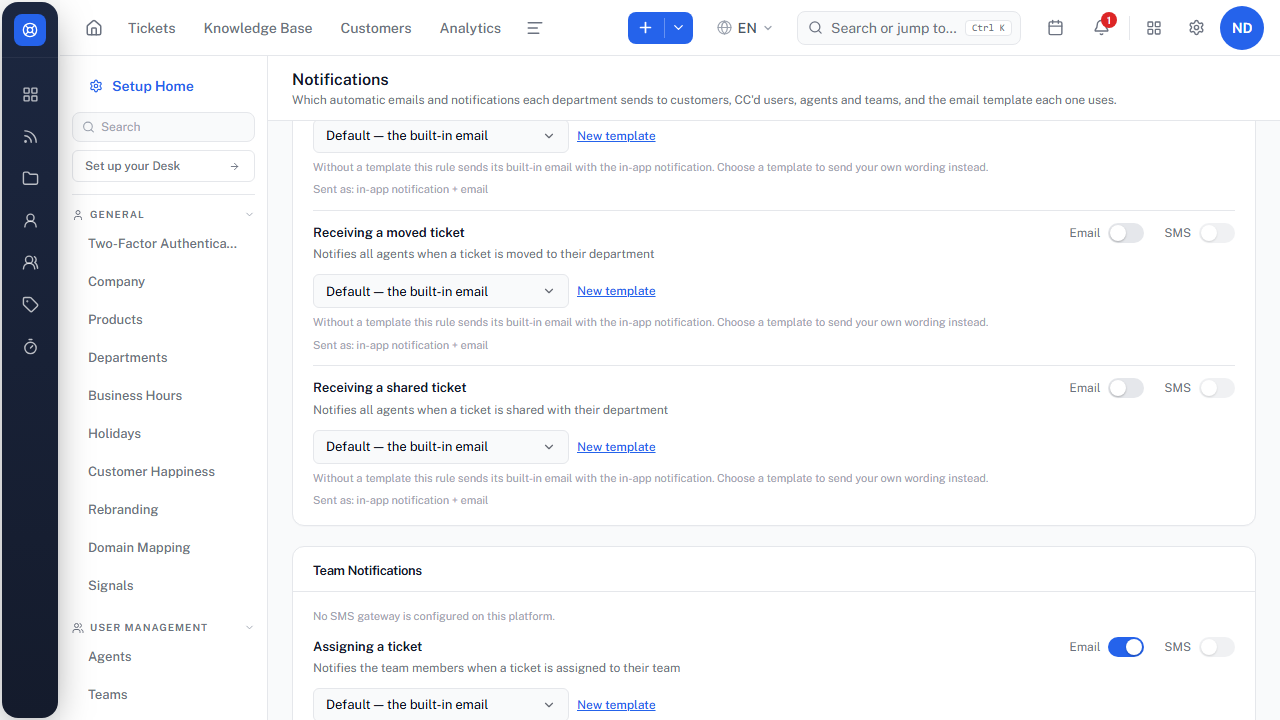 Tickets
Knowledge Base
Customers
Analytics
EN
Search or jump to...
Ctrl K
1
ND
Setup Home
Search
Set up your Desk
GENERAL
Two-Factor Authentica...
Company
Products
Departments
Business Hours
Holidays
Customer Happiness
Rebranding
Domain Mapping
Signals
USER MANAGEMENT
Agents
Teams
Notifications
Which automatic emails and notifications each department sends to customers, CC'd users, agents and teams, and the email template each one uses.
Default — the built-in email
New template
Without a template this rule sends its built-in email with the in-app notification. Choose a template to send your own wording instead.
Sent as: in-app notification + email
Receiving a moved ticket
Email
SMS
Notifies all agents when a ticket is moved to their department
Default — the built-in email
New template
Without a template this rule sends its built-in email with the in-app notification. Choose a template to send your own wording instead.
Sent as: in-app notification + email
Receiving a shared ticket
Email
SMS
Notifies all agents when a ticket is shared with their department
Default — the built-in email
New template
Without a template this rule sends its built-in email with the in-app notification. Choose a template to send your own wording instead.
Sent as: in-app notification + email
Team Notifications
No SMS gateway is configured on this platform.
Assigning a ticket
Email
SMS
Notifies the team members when a ticket is assigned to their team
Default — the built-in email
New template